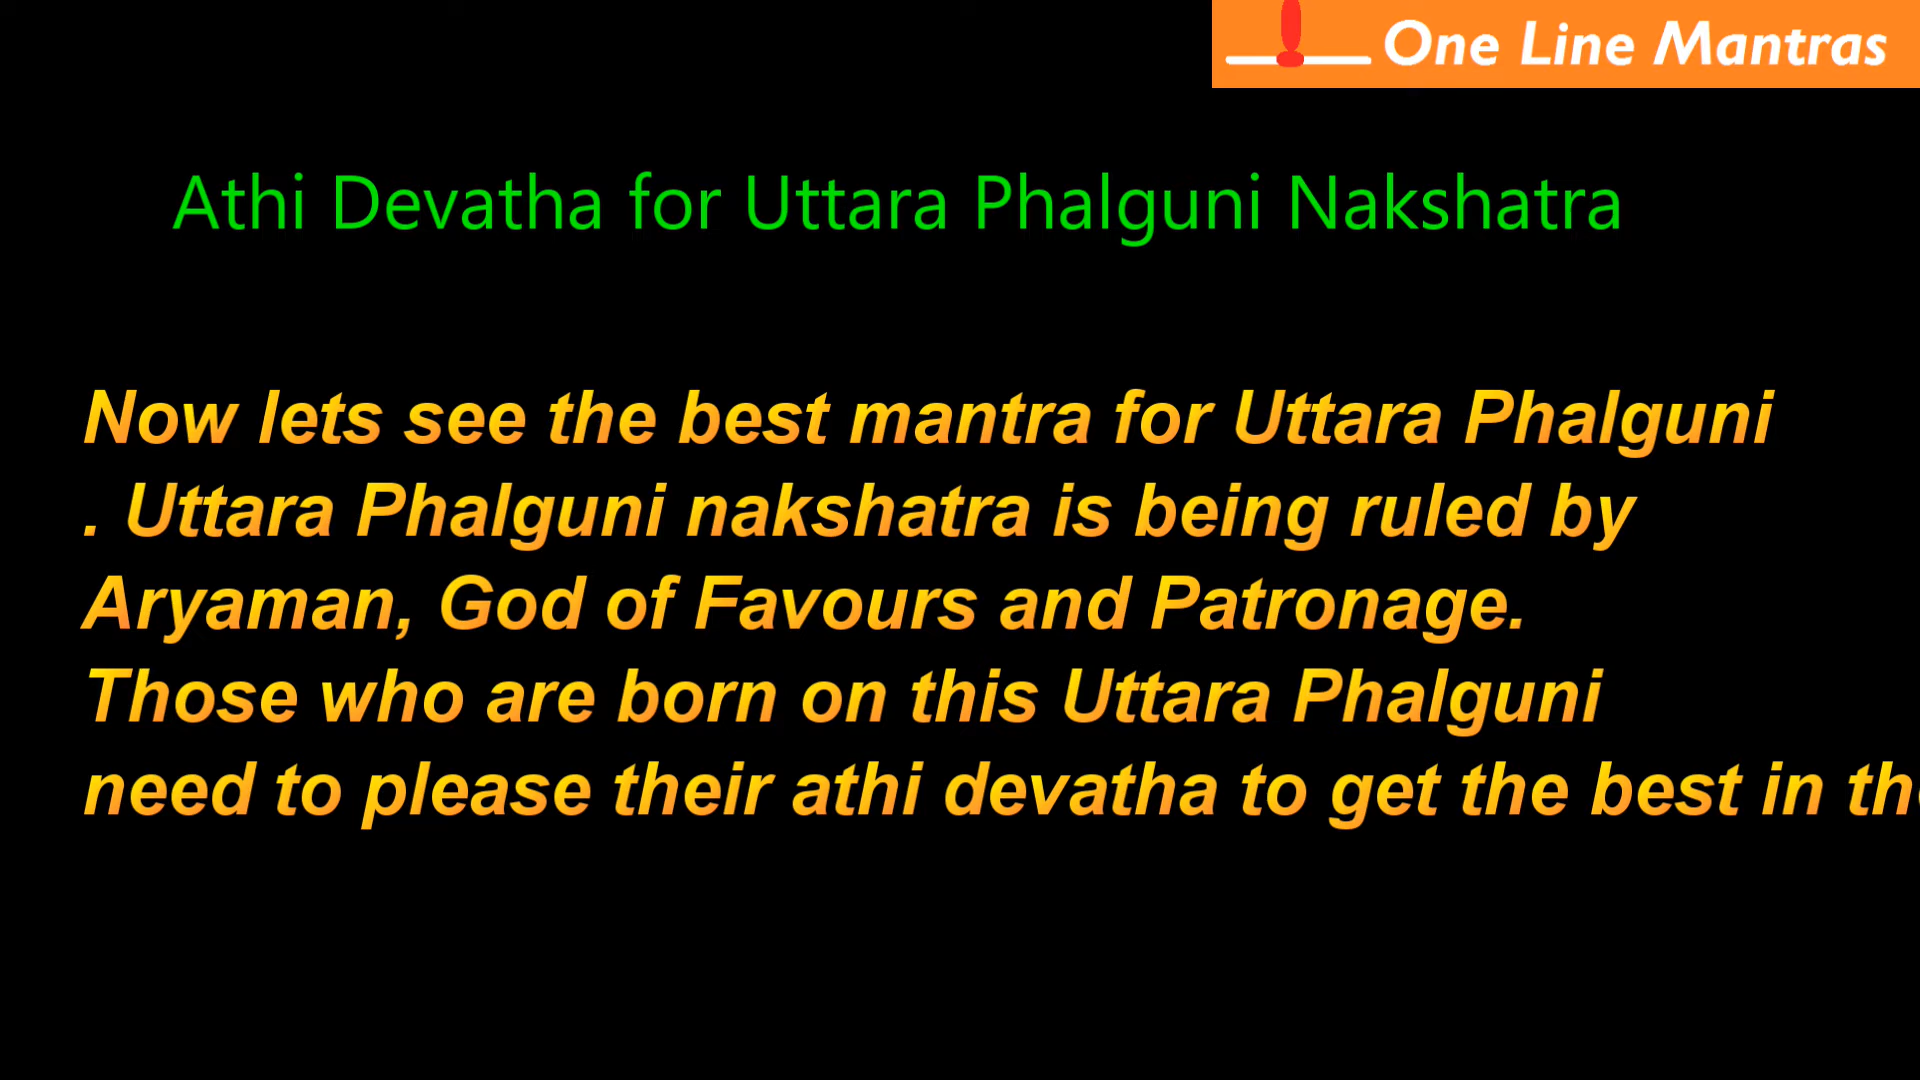 One Line Mantras
Athi Devatha for Uttara Phalguni Nakshatra
Now lets see the best mantra for Uttara Phalguni
. Uttara Phalguni nakshatra is being ruled by
Aryaman, God of Favours and Patronage.
Those who are born on this Uttara Phalguni
need to please their athi devatha to get the best in